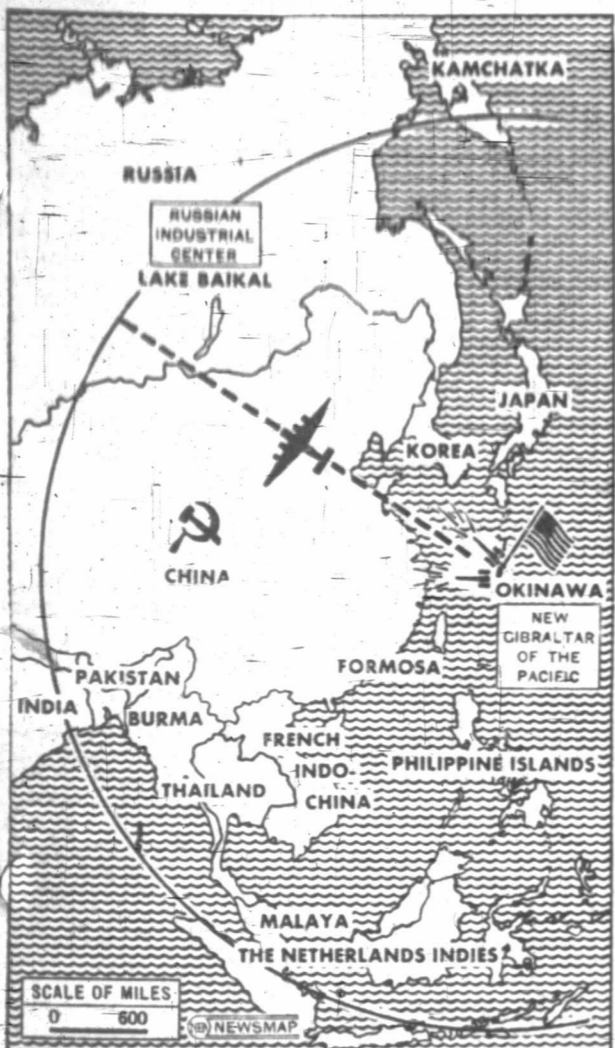 KAMCHATKA
RUSSIA
RUSSIAN
INDUSTRIAL
CENTER
LAKE BAIKAL
JAPAN
KOREA
CHINA
OKINAWA
NEW
GIBRALTAR
OF THE
PACIFIC
FORMOSA
PAKISTAN
INDIA
BURMA
FRENCH
INDO-
CHINA
PHILIPPINE ISLANDS
THAILAND
MALAYA
THE NETHERLANDS INDIES
SCALE OF MILES
0 600
NEWSMAP